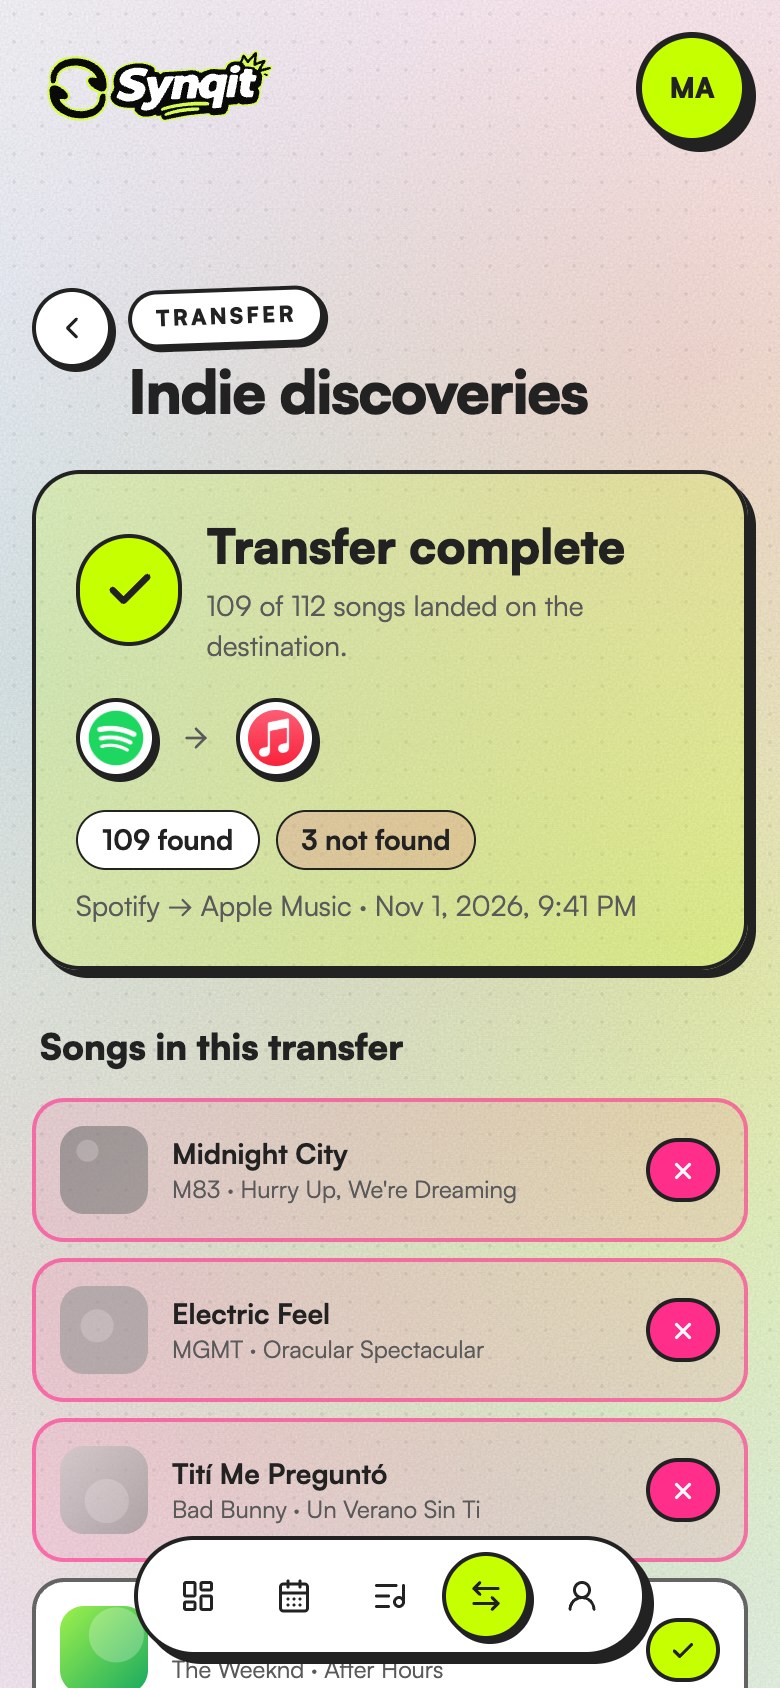 Synqit
MA
TRANSFER
Indie discoveries
Transfer complete
109 of 112 songs landed on the
destination.
109 found
3 not found
Spotify → Apple Music · Nov 1, 2026, 9:41 PM
Songs in this transfer
Midnight City
M83 · Hurry Up, We're Dreaming
Electric Feel
MGMT · Oracular Spectacular
Tití Me Preguntó
Bad Bunny · Un Verano Sin Ti
The Weeknd · After Hours